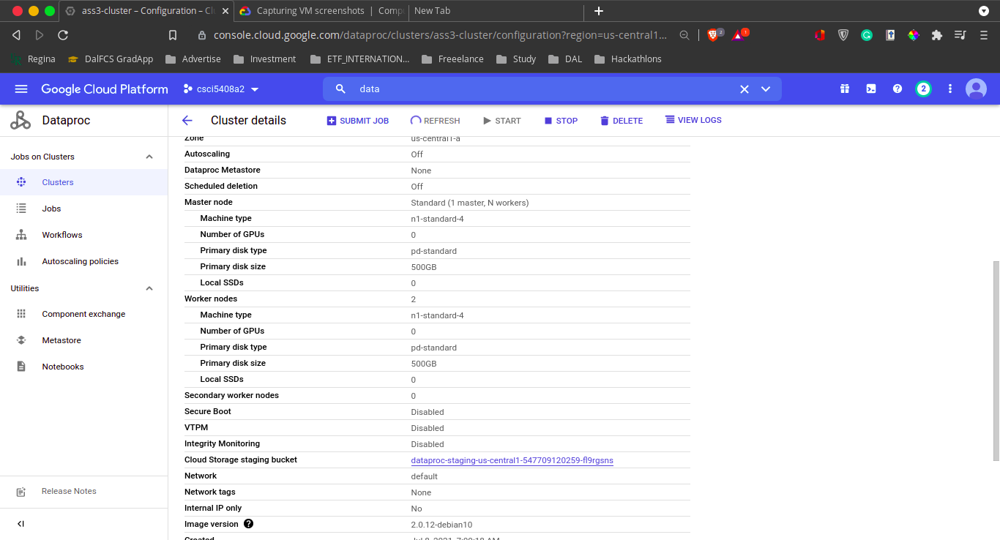 ass3-cluster – Configuration – Cl
Capturing VM screenshots | Comp
New Tab
console.cloud.google.com/dataproc/clusters/ass3-cluster/configuration?region=us-central1...
2
1
Regina
DalFCS GradApp
Advertise
Investment
ETF_INTERNATION...
Freeelance
Study
DAL
Hackathlons
Google Cloud Platform
csci5408a2
data
2
Dataproc
Cluster details
SUBMIT JOB
REFRESH
START
STOP
DELETE
VIEW LOGS
Jobs on Clusters
Clusters
Jobs
Workflows
Autoscaling policies
Utilities
Component exchange
Metastore
Notebooks
Release Notes
Zone us-central1-a
Autoscaling Off
Dataproc Metastore None
Scheduled deletion Off
Master node Standard (1 master, N workers)
Machine type n1-standard-4
Number of GPUs 0
Primary disk type pd-standard
Primary disk size 500GB
Local SSDs 0
Worker nodes 2
Machine type n1-standard-4
Number of GPUs 0
Primary disk type pd-standard
Primary disk size 500GB
Local SSDs 0
Secondary worker nodes 0
Secure Boot Disabled
VTPM Disabled
Integrity Monitoring Disabled
Cloud Storage staging bucket dataproc-staging-us-central1-547709120259-fl9rgsns
Network default
Network tags None
Internal IP only No
Image version 2.0.12-debian10
Created